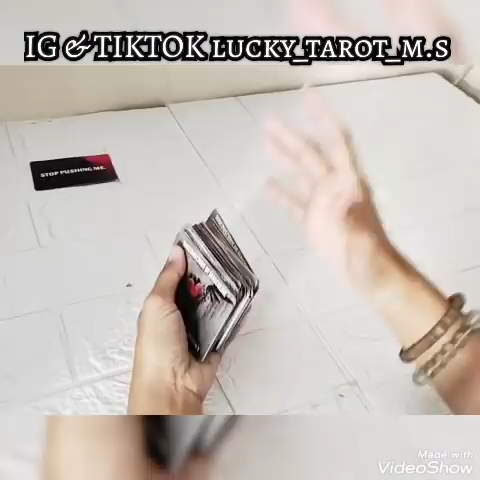 IG & TIKTOK LUCKY_TAROT_M.S
STOP PUSHING ME.
Made with
VideoShow